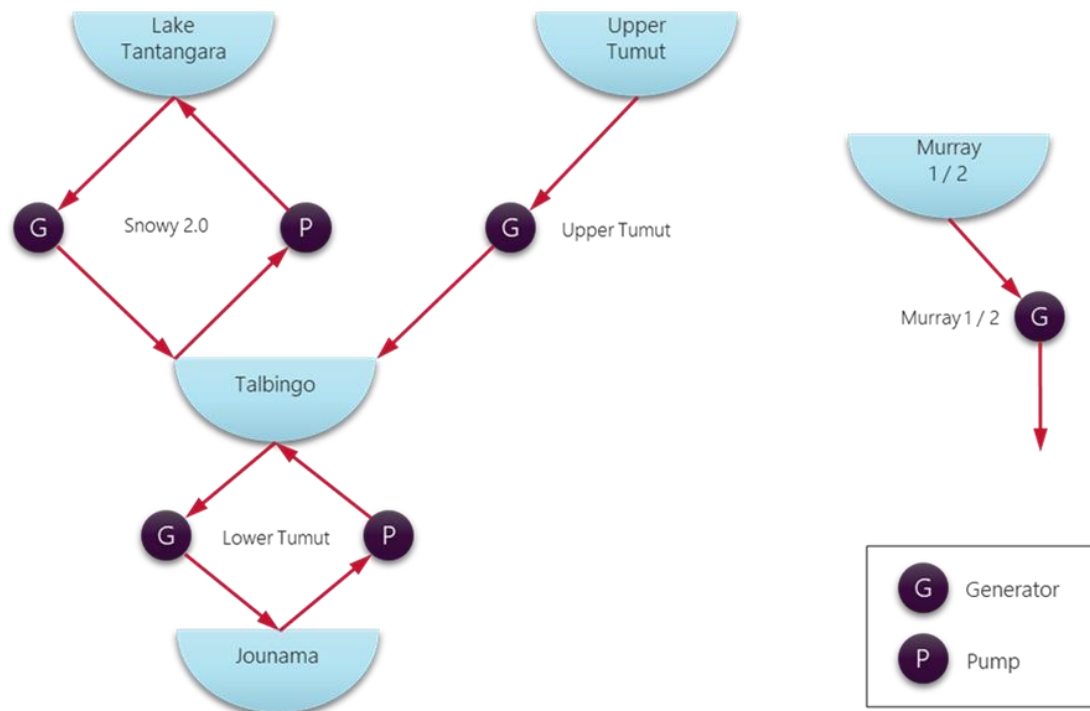 Lake
Tantangara
Upper
Tumut
Murray
1 / 2
G
Snowy 2.0
P
G
Upper Tumut
Murray 1 / 2
G
Talbingo
G
Lower Tumut
P
Jounama
G
Generator
P
Pump